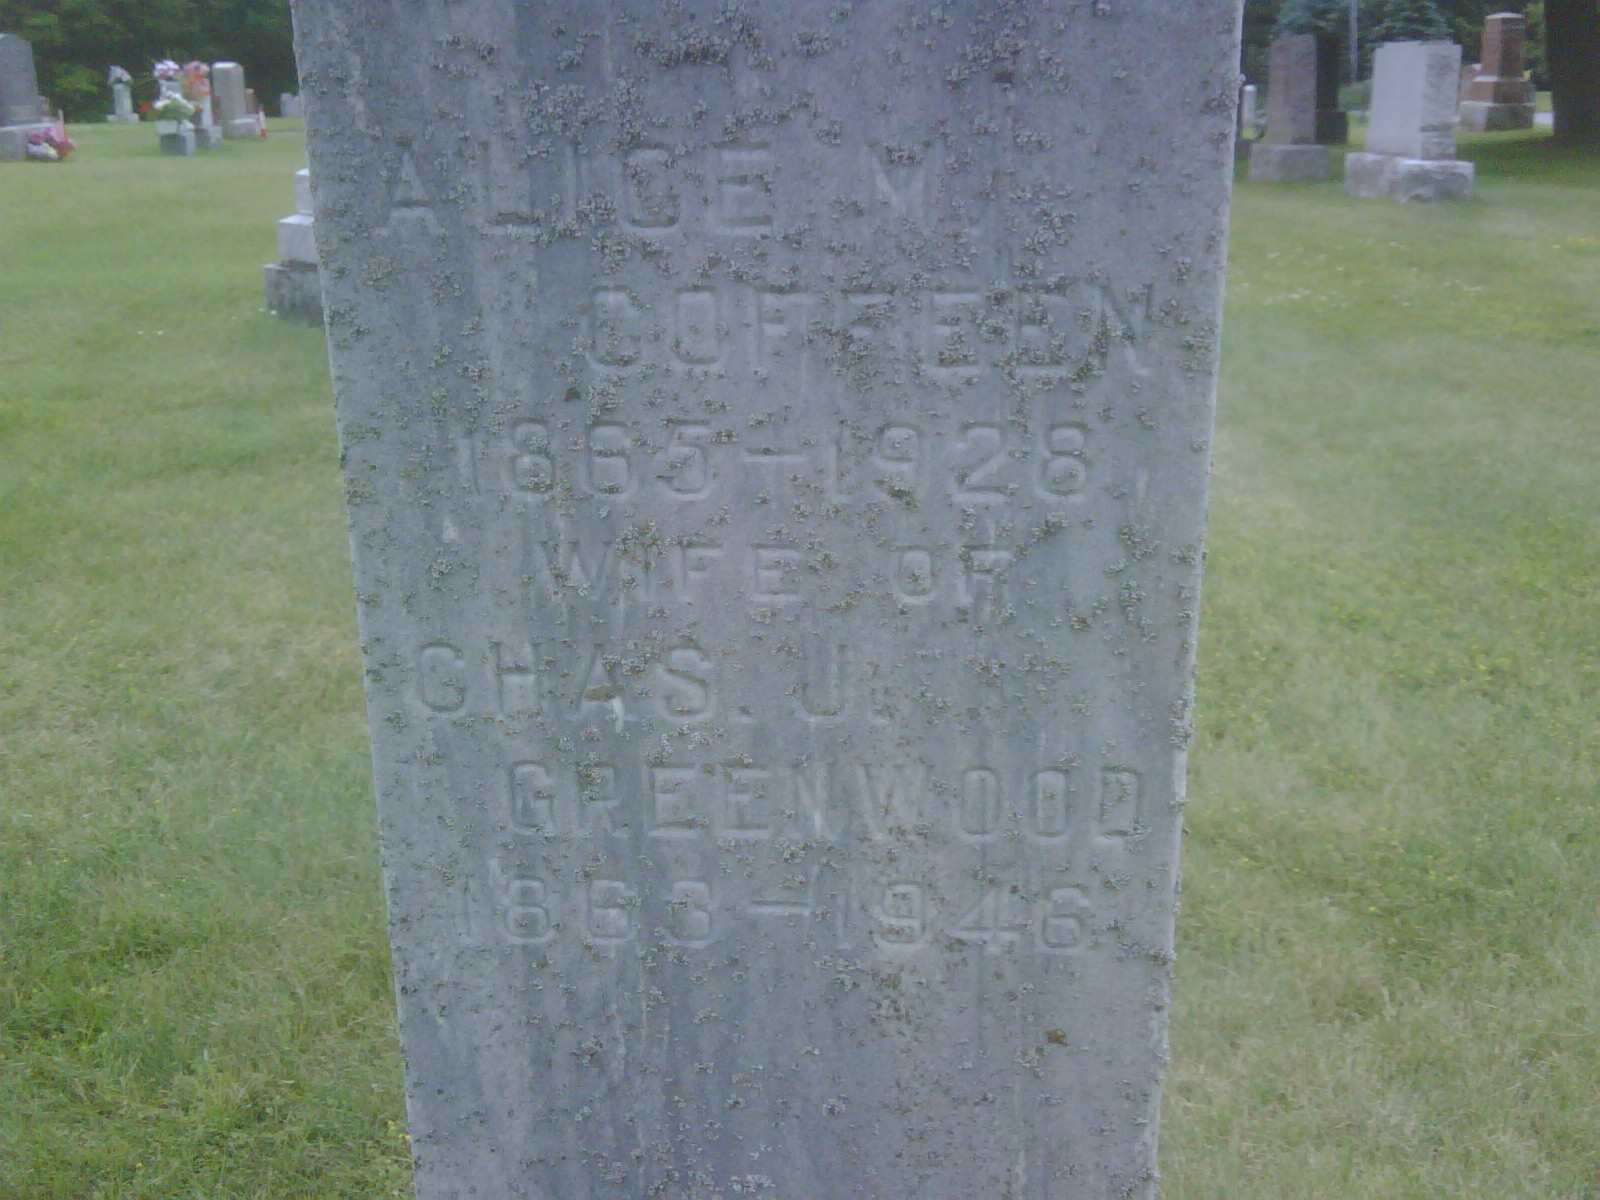 ALICE M.
COFFEEN
1865-1928
WIFE OF
CHAS. J.
GREENWOOD
1863-1946